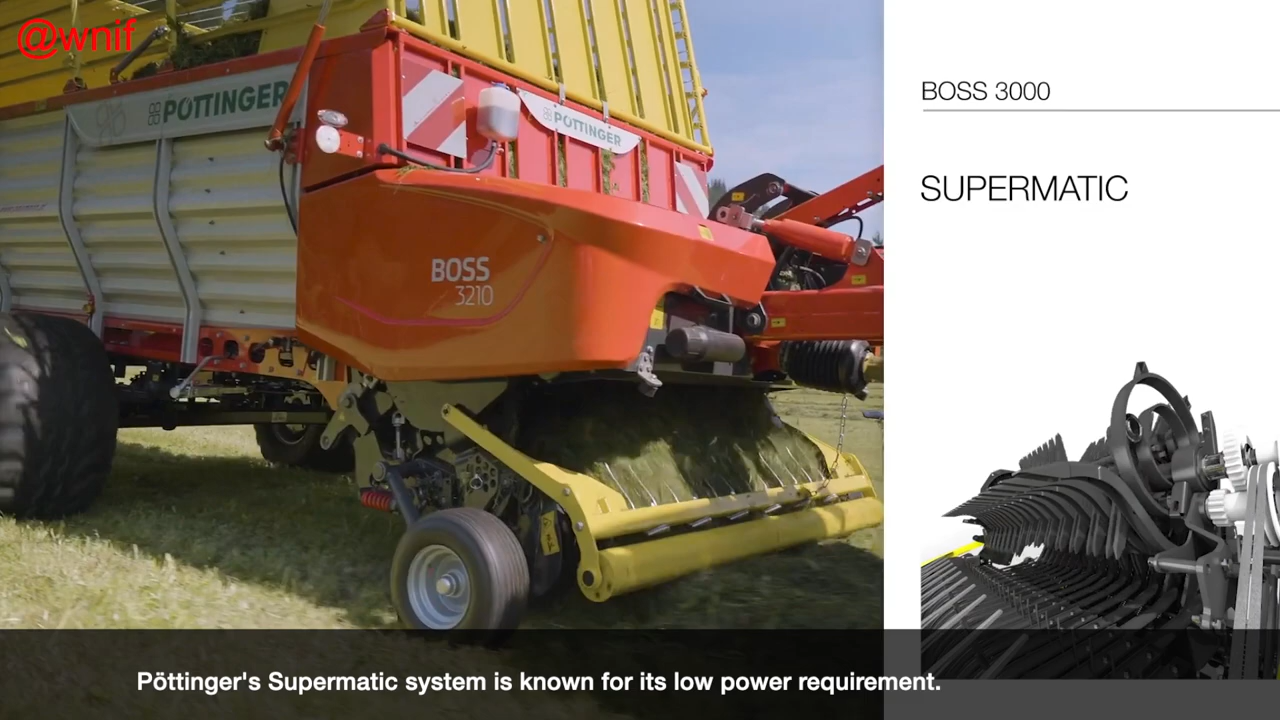 @wnif
PÖTTINGER
PÖTTINGER
BOSS
3210
BOSS 3000
SUPERMATIC
Pöttinger's Supermatic system is known for its low power requirement.